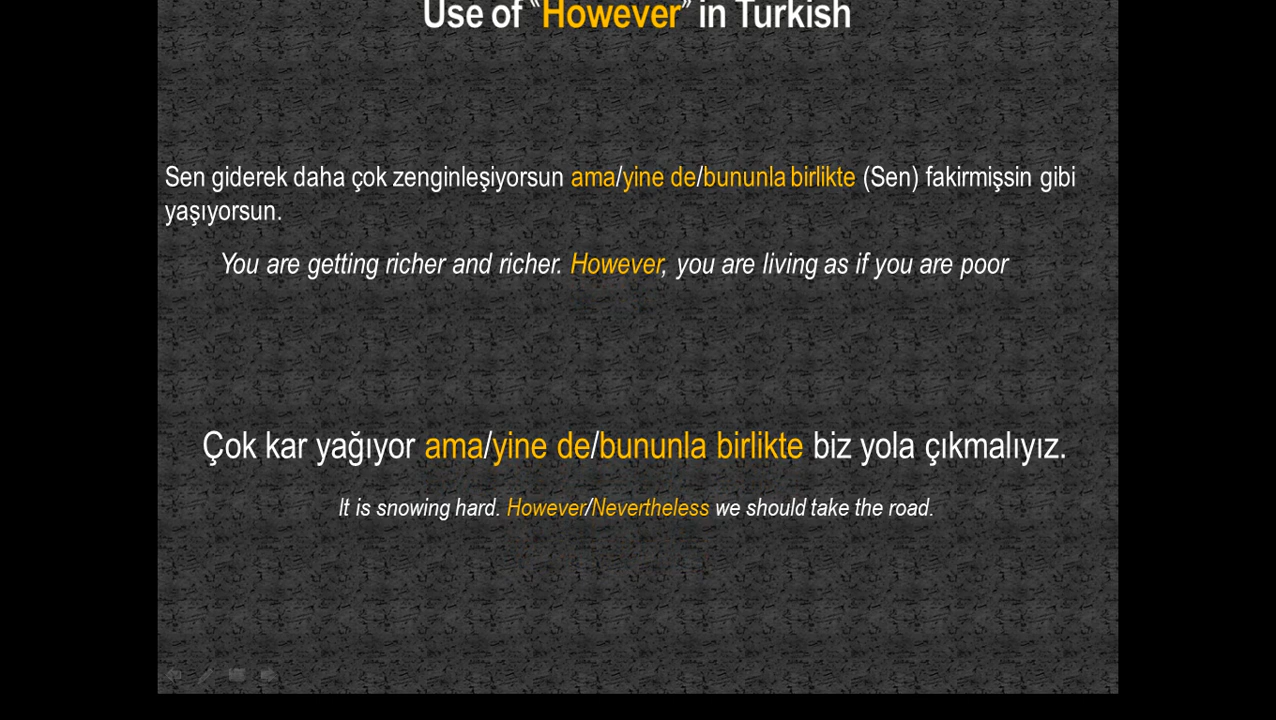 Use of “However” in Turkish
Sen giderek daha çok zenginleşiyorsun ama/yine de/bununla birlikte (Sen) fakirmişsin gibi
yaşıyorsun.
You are getting richer and richer. However, you are living as if you are poor
Çok kar yağıyor ama/yine de/bununla birlikte biz yola çıkmalıyız.
It is snowing hard. However/Nevertheless we should take the road.